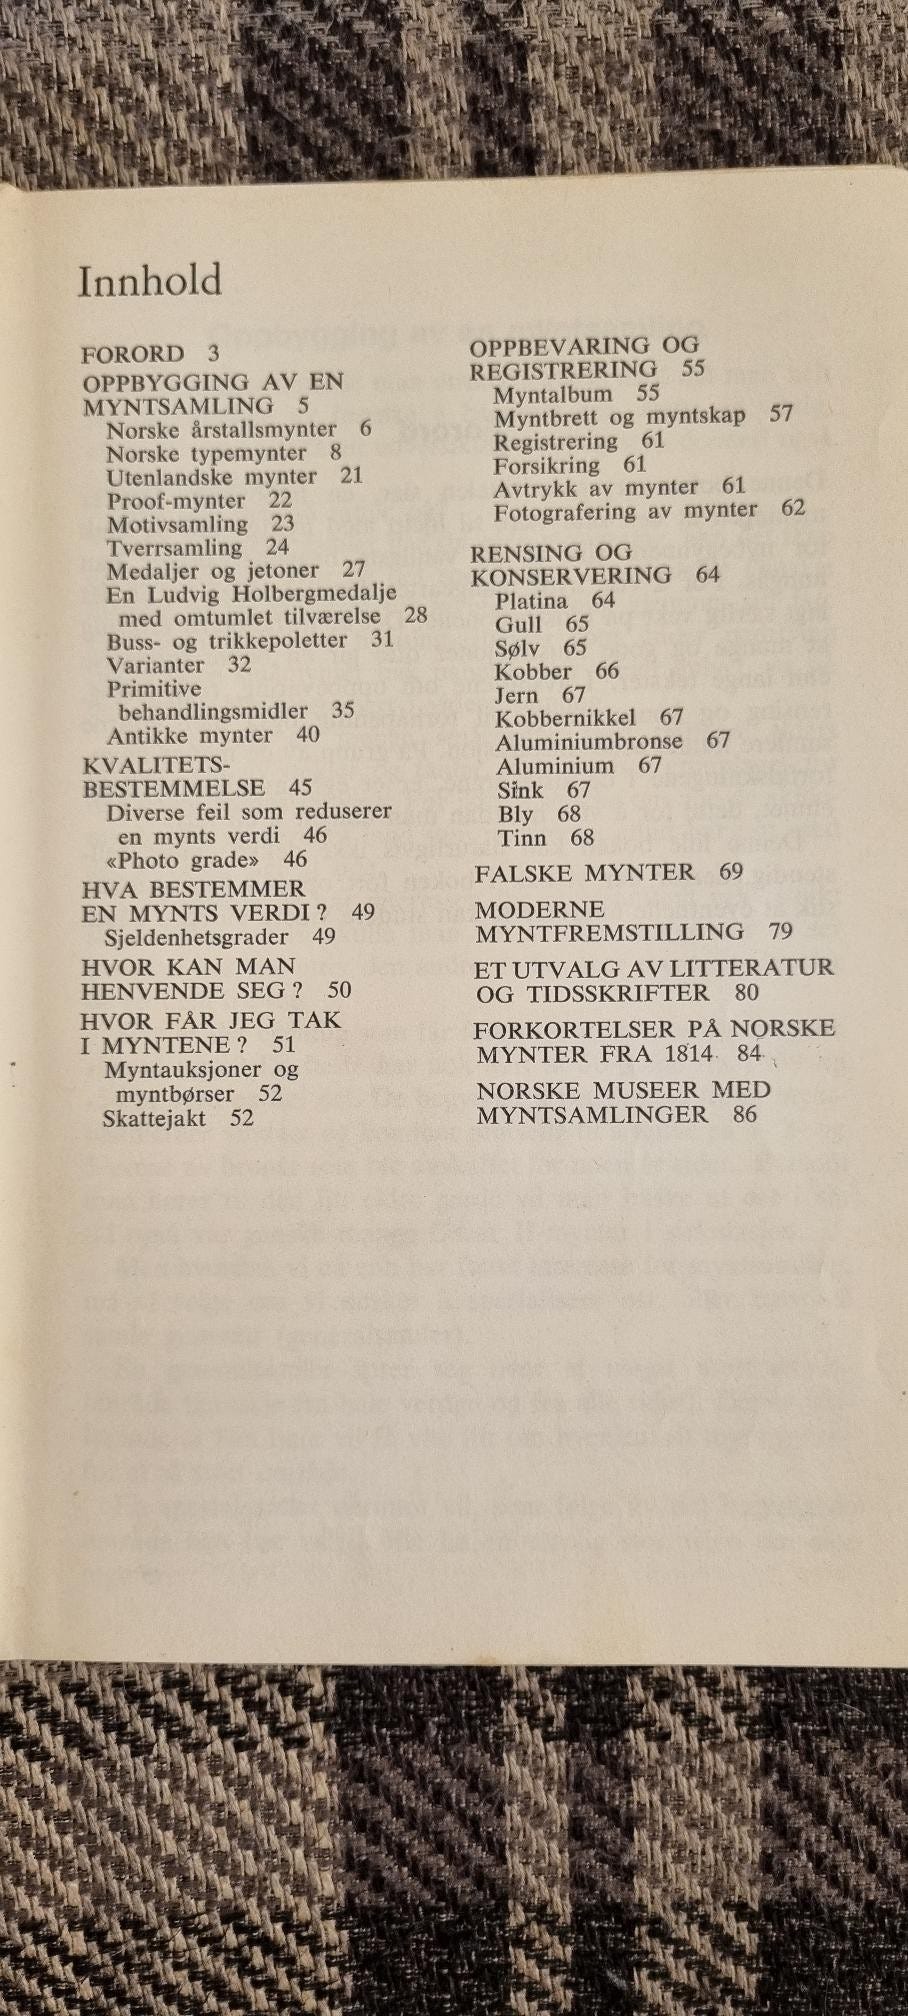 Innhold
FORORD 3
OPPBYGGING AV EN
MYNTSAMLING 5
Norske årstallsmynter 6
Norske typemynter 8
Utenlandske mynter 21
Proof-mynter 22
Motivsamling 23
Tverrsamling 24
Medaljer og jetoner 27
En Ludvig Holbergmedalje
med omtumlet tilværelse 28
Buss- og trikkepoletter 31
Varianter 32
Primitive
behandlingsmidler 35
Antikke mynter 40
KVALITETS-
BESTEMMELSE 45
Diverse feil som reduserer
en mynts verdi 46
«Photo grade» 46
HVA BESTEMMER
EN MYNTS VERDI? 49
Sjeldenhetsgrader 49
HVOR KAN MAN
HENVENDE SEG? 50
HVOR FÅR JEG TAK
I MYNTENE? 51
Myntauksjoner og
myntbørser 52
Skattejakt 52
OPPBEVARING OG
REGISTRERING 55
Myntalbum 55
Myntbrett og myntskap 57
Registrering 61
Forsikring 61
Avtrykk av mynter 61
Fotografering av mynter 62
RENSING OG
KONSERVERING 64
Platina 64
Gull 65
Sølv 65
Kobber 66
Jern 67
Kobbernikkel 67
Aluminiumbronse 67
Aluminium 67
Sink 67
Bly 68
Tinn 68
FALSKE MYNTER 69
MODERNE
MYNTFREMSTILLING 79
ET UTVALG AV LITTERATUR
OG TIDSSKRIFTER 80
FORKORTELSER PÅ NORSKE
MYNTER FRA 1814 84
NORSKE MUSEER MED
MYNTSAMLINGER 86